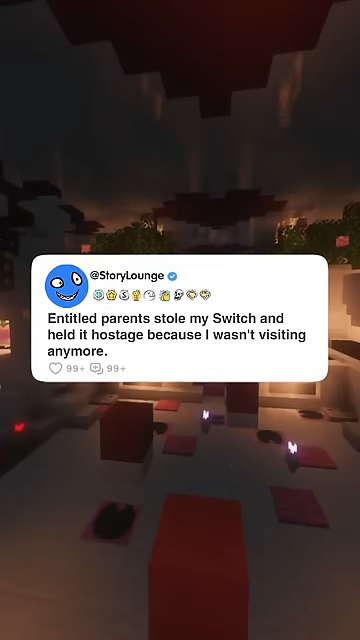 @StoryLounge
Entitled parents stole my Switch and
held it hostage because I wasn't visiting
anymore.
99+ 99+